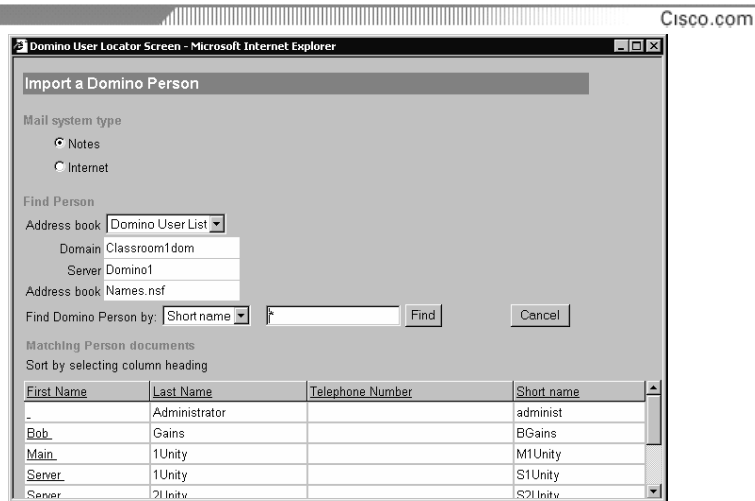 Cisco.com
Domino User Locator Screen - Microsoft Internet Explorer
Import a Domino Person
Mail system type
Notes
Internet
Find Person
Address book Domino User List
Domain Classroom1dom
Server Domino1
Address book Names.nsf
Find Domino Person by: Short name * Find Cancel
Matching Person documents
Sort by selecting column heading
First Name Last Name Telephone Number Short name
- Administrator administ
Bob Gains BGains
Main 1Unity M1Unity
Server 1Unity S1Unity
Server 2Unity S2Unity